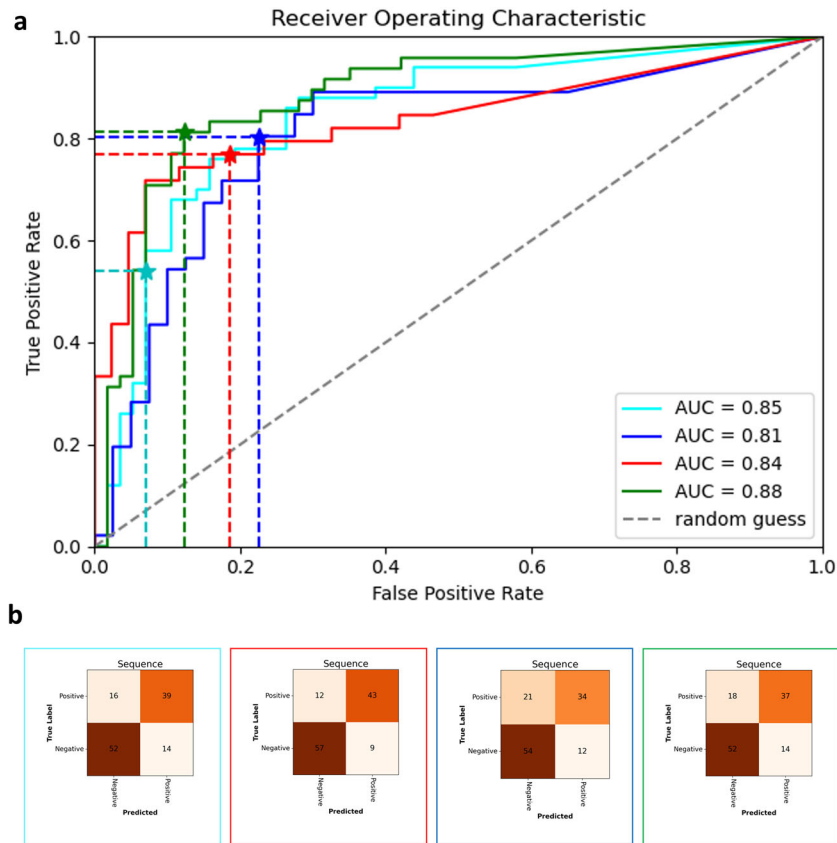 a
Receiver Operating Characteristic
1.0
0.8
0.6
0.4
0.2
0.0
True Positive Rate
0.0 0.2 0.4 0.6 0.8 1.0
False Positive Rate
AUC = 0.85
AUC = 0.81
AUC = 0.84
AUC = 0.88
random guess
b
Sequence
True Label
Positive
16 39
Negative
52 14
Negative
Positive
Predicted
Sequence
True Label
Positive
12 43
Negative
57 9
Negative
Positive
Predicted
Sequence
True Label
Positive
21 34
Negative
54 12
Negative
Positive
Predicted
Sequence
True Label
Positive
18 37
Negative
52 14
Negative
Positive
Predicted